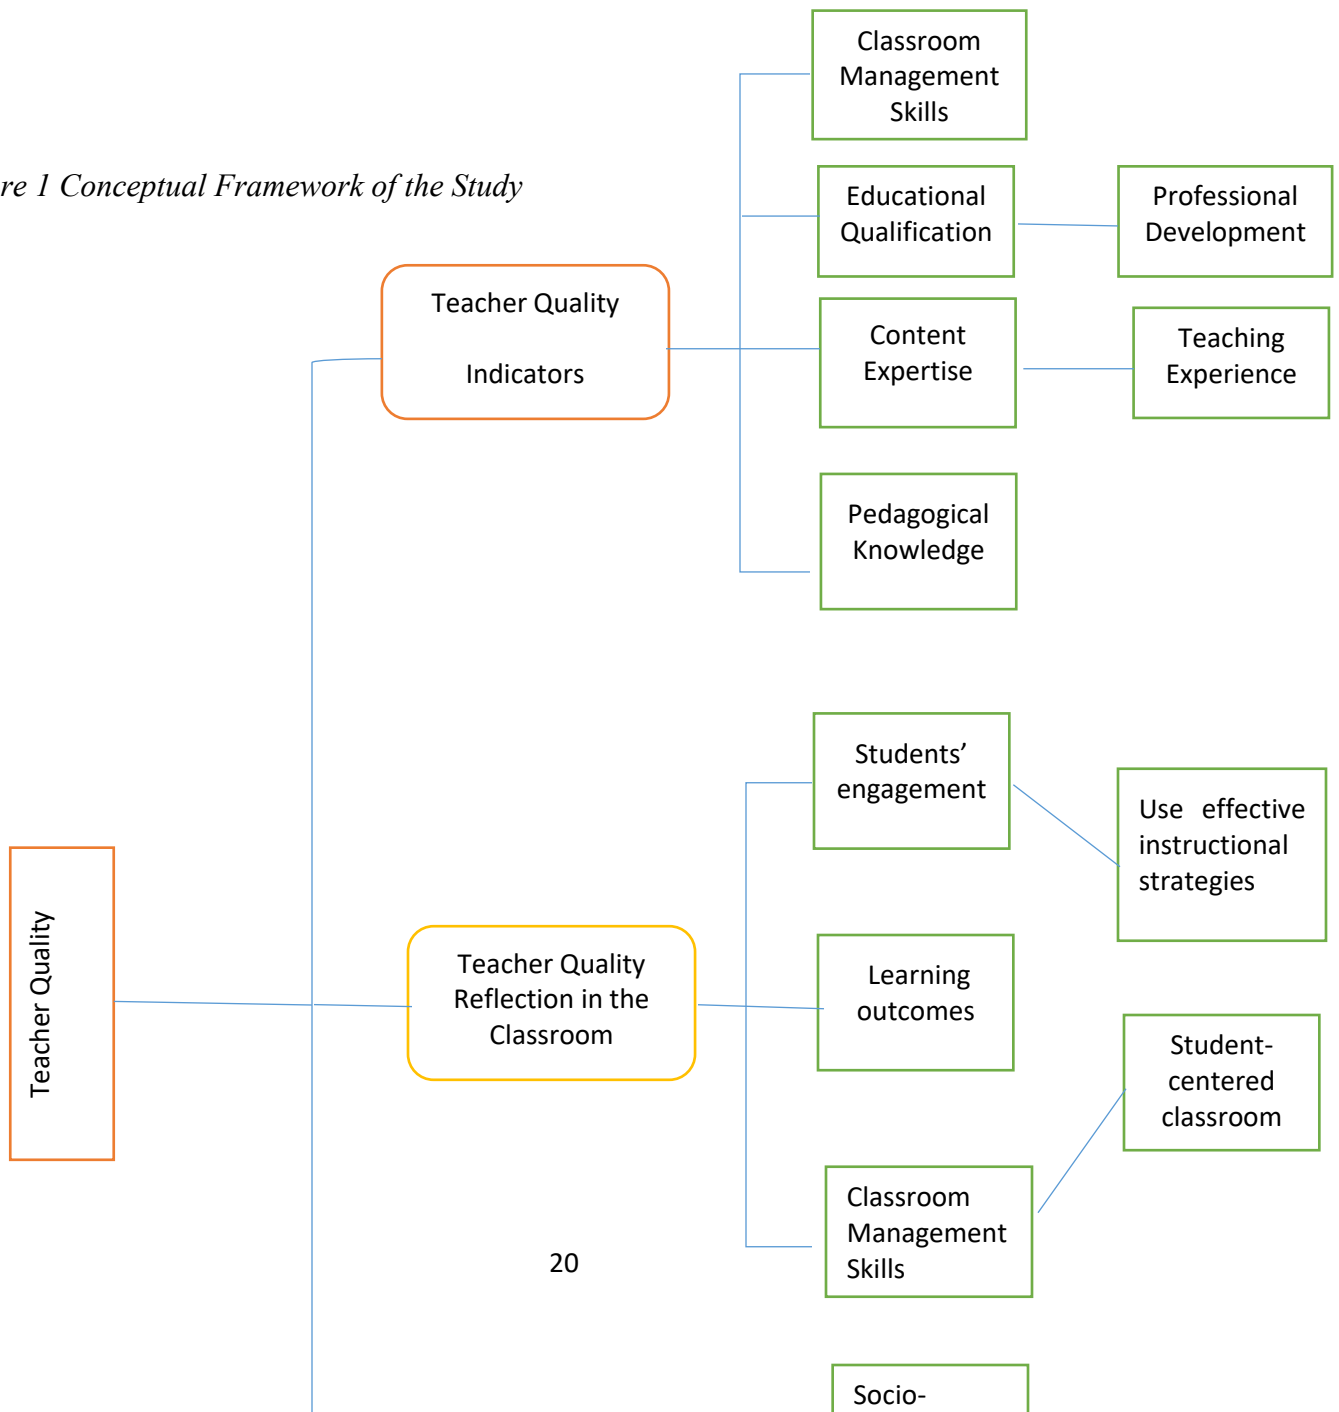 Classroom
Management
Skills
re 1 Conceptual Framework of the Study
Educational
Qualification
Professional
Development
Teacher Quality
Indicators
Content
Expertise
Teaching
Experience
Pedagogical
Knowledge
Students’
engagement
Use effective
instructional
strategies
Teacher Quality
Teacher Quality
Reflection in the
Classroom
Learning
outcomes
Student-
centered
classroom
Classroom
Management
Skills
20
Socio-